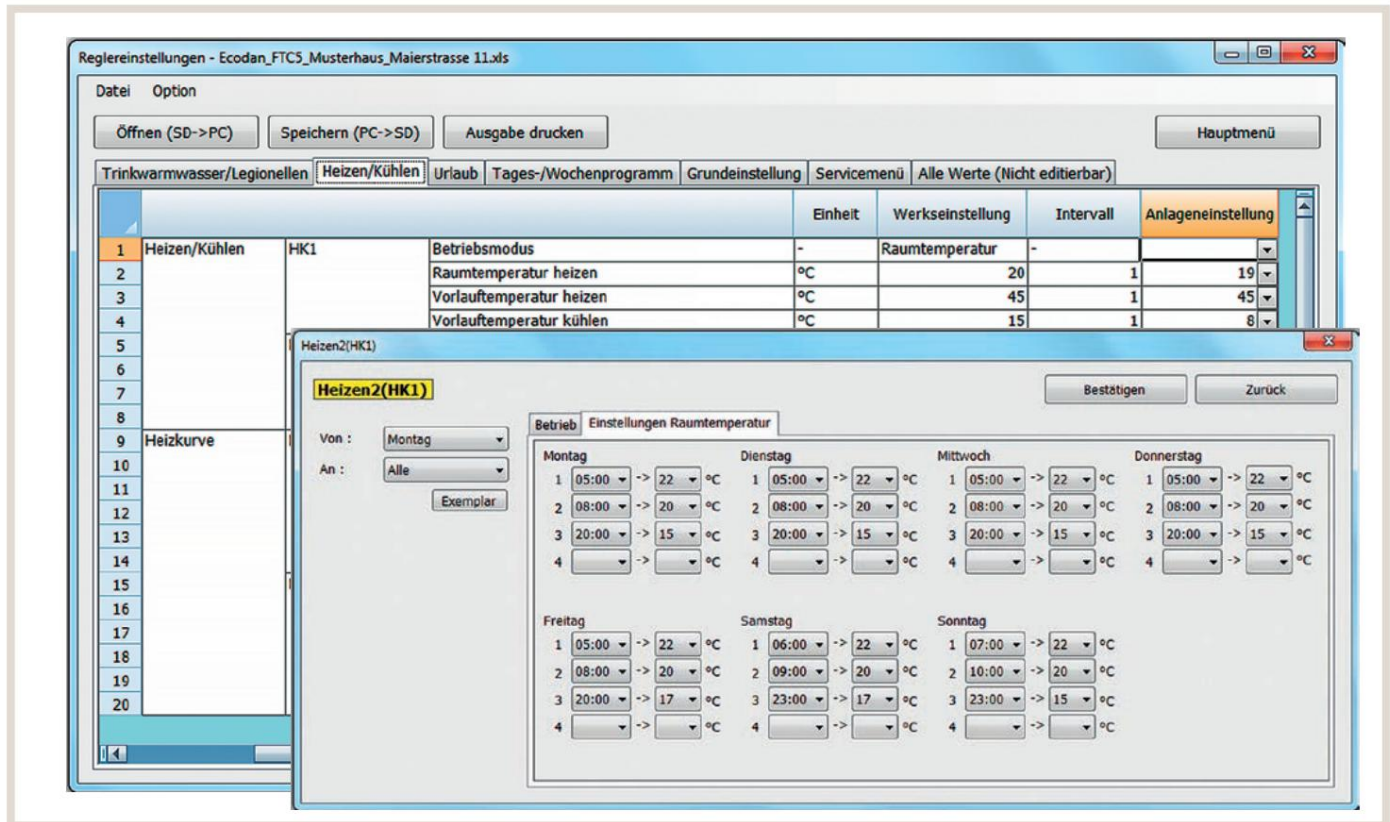 Reglereinstellungen - Ecodan_FTC5_Musterhaus_Maierstrasse 11.xls
Datei Option
Öffnen (SD->PC) Speichern (PC->SD) Ausgabe drucken Hauptmenü
Trinkwarmwasser/Legionellen Heizen/Kühlen Urlaub Tages-/Wochenprogramm Grundeinstellung Servicemenü Alle Werte (Nicht editierbar)
Einheit Werkseinstellung Intervall Anlageneinstellung
1 Heizen/Kühlen HK1 Betriebsmodus - Raumtemperatur -
2 Raumtemperatur heizen °C 20 1 19
3 Vorlauftemperatur heizen °C 45 1 45
4 Vorlauftemperatur kühlen °C 15 1 8
5
6
7
8
9 Heizkurve
10
11
12
13
14
15
16
17
18
19
20
Heizen2(HK1)
Heizen2(HK1) Bestätigen Zurück
Von : Montag
An : Alle
Exemplar
Betrieb Einstellungen Raumtemperatur
Montag Dienstag Mittwoch Donnerstag
1 05:00 -> 22 °C 1 05:00 -> 22 °C 1 05:00 -> 22 °C 1 05:00 -> 22 °C
2 08:00 -> 20 °C 2 08:00 -> 20 °C 2 08:00 -> 20 °C 2 08:00 -> 20 °C
3 20:00 -> 15 °C 3 20:00 -> 15 °C 3 20:00 -> 15 °C 3 20:00 -> 15 °C
4 -> °C 4 -> °C 4 -> °C 4 -> °C
Freitag Samstag Sonntag
1 05:00 -> 22 °C 1 06:00 -> 22 °C 1 07:00 -> 22 °C
2 08:00 -> 20 °C 2 09:00 -> 20 °C 2 10:00 -> 20 °C
3 20:00 -> 17 °C 3 23:00 -> 17 °C 3 23:00 -> 15 °C
4 -> °C 4 -> °C 4 -> °C